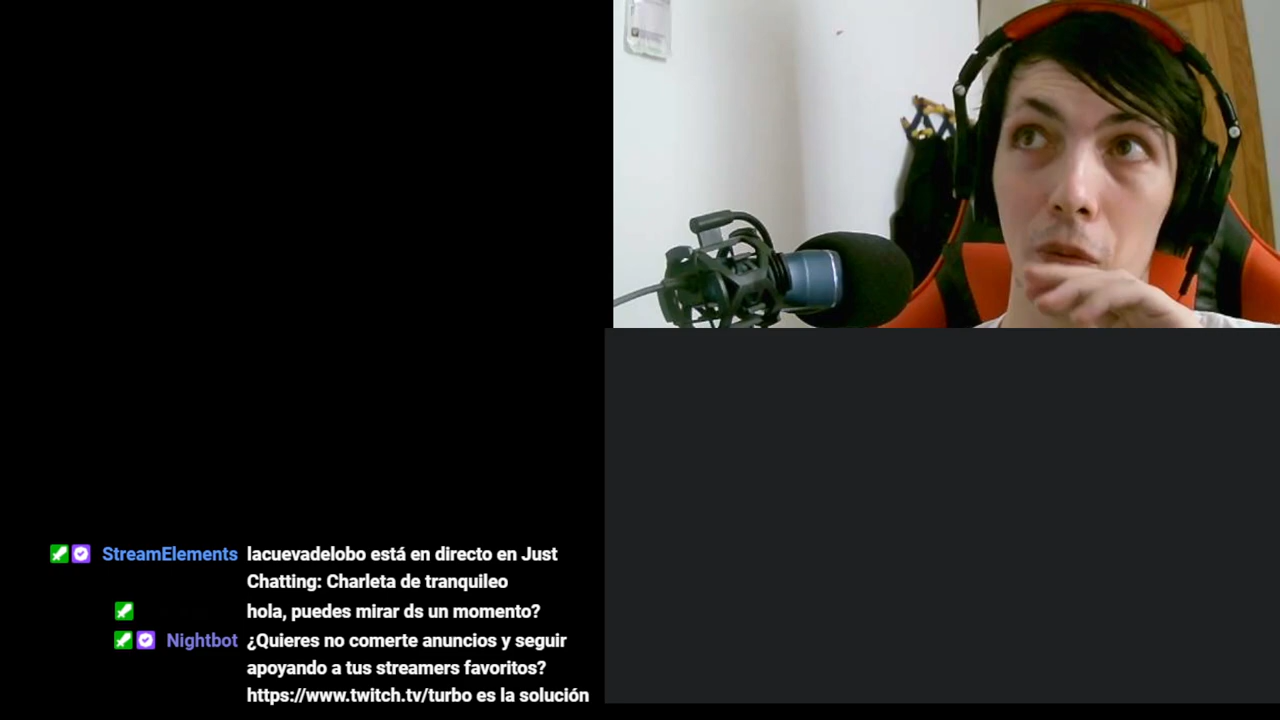 StreamElements lacuevadelobo está en directo en Just
Chatting: Charleta de tranquileo
hola, puedes mirar ds un momento?
Nightbot ¿Quieres no comerte anuncios y seguir
apoyando a tus streamers favoritos?
https://www.twitch.tv/turbo es la solución